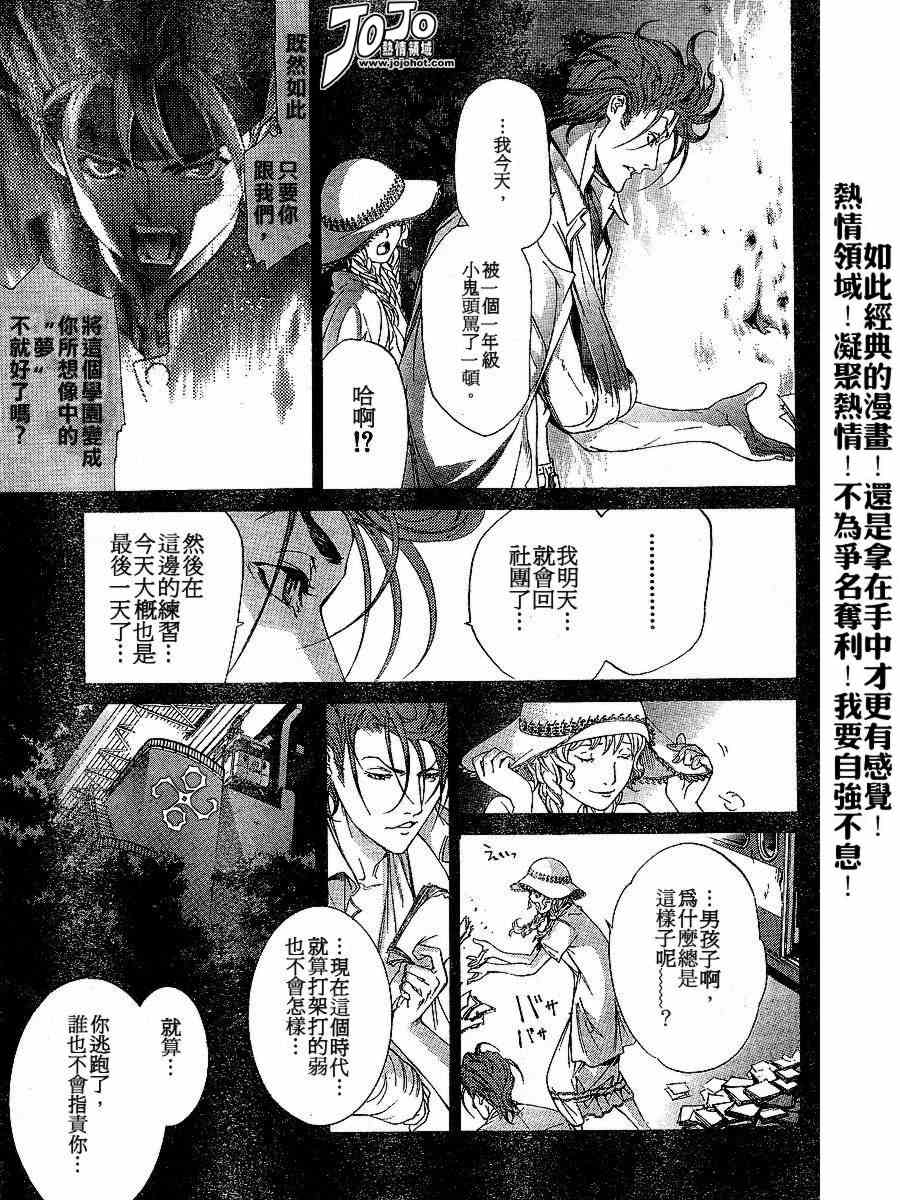 JOJO
熱情領域
www.jojohot.com
…我今天，
被一個一年級
小鬼頭罵了一頓。
哈啊!?
既然如此
只要你
跟我們，
將這個學園變成
你所想像中的
"夢"
不就好了嗎？
…………
我明天…
就會回
社團了…
然後在
這邊的練習…
今天大概也是
最後一天了…
…男孩子啊，
為什麼總是
這樣子呢～～～？
バサ
バサ
…現在這個時代…
就算打架打的弱
也不會怎樣…
就算…
你逃跑了，
誰也不會指責你…
如此經典的漫畫！還是拿在手中才更有感覺！
熱情領域！凝聚熱情！不為爭名奪利！我要自強不息！